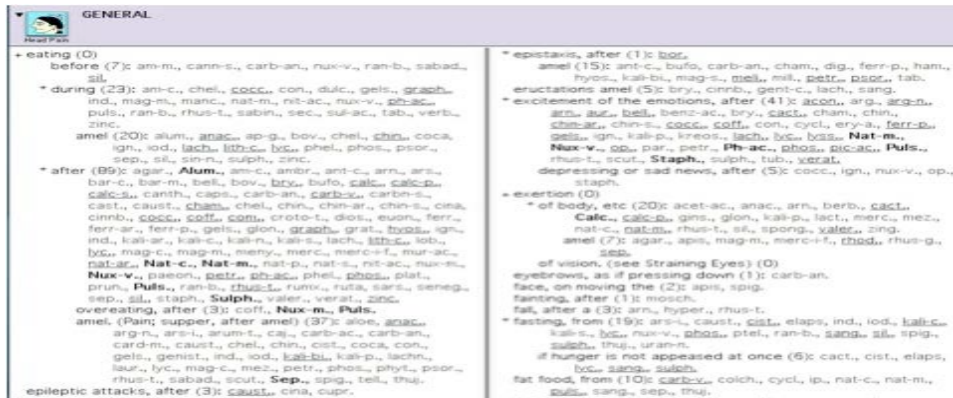 GENERAL
Head Pain
+ eating (0)
before (7): am-m., cann-s., carb-an., nux-v., ran-b., sabad.,
sil.
* during (23): am-c., chel., cocc., con., dulc., gels., graph.,
ind., mag-m., manc., nat-m., nit-ac., nux-v., ph-ac.,
puls., ran-b., rhus-t., sabin., sec., sul-ac., tab., verb.,
zinc.
amel (20): alum., anac., ap-g., bov., chel., chin., coca,
ign., iod., lach., lith-c., lyc., phel., phos., psor.,
sep., sil., sin-n., sulph., zinc.
* after (89): agar., Alum., am-c., ambr., ant-c., arn., ars.,
bar-c., bar-m., bell., bov., bry., bufo, calc., calc-p.,
calc-s., canth., caps., carb-an., carb-v., carbn-s.,
cast., caust., cham., chel., chin., chin-ar., chin-s., cina,
cinnb., cocc., coff., com., croto-t., dios., euon., ferr.,
ferr-ar., ferr-p., gels., glon., graph., grat., hyos., ign.,
ind., kali-ar., kali-c., kali-n., kali-s., lach., lith-c., lob.,
lyc., mag-c., mag-m., meny., merc., merc-i-f., mur-ac.,
nat-ar., Nat-c., Nat-m., nat-p., nat-s., nit-ac., nux-m.,
Nux-v., paeon., petr., ph-ac., phel., phos., plat.,
prun., Puls., ran-b., rhus-t., rumx., ruta, sars., seneg.,
sep., sil., staph., Sulph., valer., verat., zinc.
overeating, after (3): coff., Nux-m., Puls.
amel. (Pain; supper, after amel) (37): aloe, anac.,
arg-n., ars-i., arum-t., caj., carb-ac., carb-an.,
card-m., caust., chel., chin., cist., coca, con.,
gels., genist., ind., iod., kali-bi., kali-p., lachn.,
laur., lyc., mag-c., mez., petr., phos., phyt., psor.,
rhus-t., sabad., scut., Sep., spig., teil., thuj.
epileptic attacks, after (3): caust., cina, cupr.
* epistaxis, after (1): bor.
amel (15): ant-c., bufo, carb-an., cham., dig., ferr-p., ham.,
hyos., kali-bi., mag-s., meli., mill., petr., psor., tab.
eructations amel (5): bry., cinnb., gent-c., lach., sang.
* excitement of the emotions, after (41): acon., arg., arg-n.,
arn., aur., bell., benz-ac., bry., cact., cham., chin.,
chin-ar., chin-s., cocc., coff., con., cycl., ery-a., ferr-p.,
gels., ign., kali-p., kreos., lach., lyc., lyss., Nat-m.,
Nux-v., op., par., petr., Ph-ac., phos., pic-ac., Puls.,
rhus-t., scut., Staph., sulph., tub., verat.
depressing or sad news, after (5): cocc., ign., nux-v., op.,
staph.
+ exertion (0)
* of body, etc (20): acet-ac., anac., arn., berb., cact.,
Calc., calc-p., gins., glon., kali-p., lact., merc., mez.,
nat-c., nat-m., rhus-t., sil., spong., valer., zing.
amel (7): agar., apis, mag-m., merc-i-f., rhod., rhus-g.,
sep.
of vision. (see Straining Eyes) (0)
eyebrows, as if pressing down (1): carb-an.
face, on moving the (2): apis, spig.
fainting, after (1): mosch.
fall, after a (3): arn., hyper., rhus-t.
* fasting, from (19): ars-i., caust., cist., elaps, ind., iod., kali-c.,
kali-s., lyc., nux-v., phos., ptel., ran-b., sang., sil., spig.,
sulph., thuj., uran-n.
if hunger is not appeased at once (6): cact., cist., elaps,
lyc., sang., sulph.
fat food, from (10): carb-v., colch., cycl., ip., nat-c., nat-m.,
puls., sang., sep., thuj.